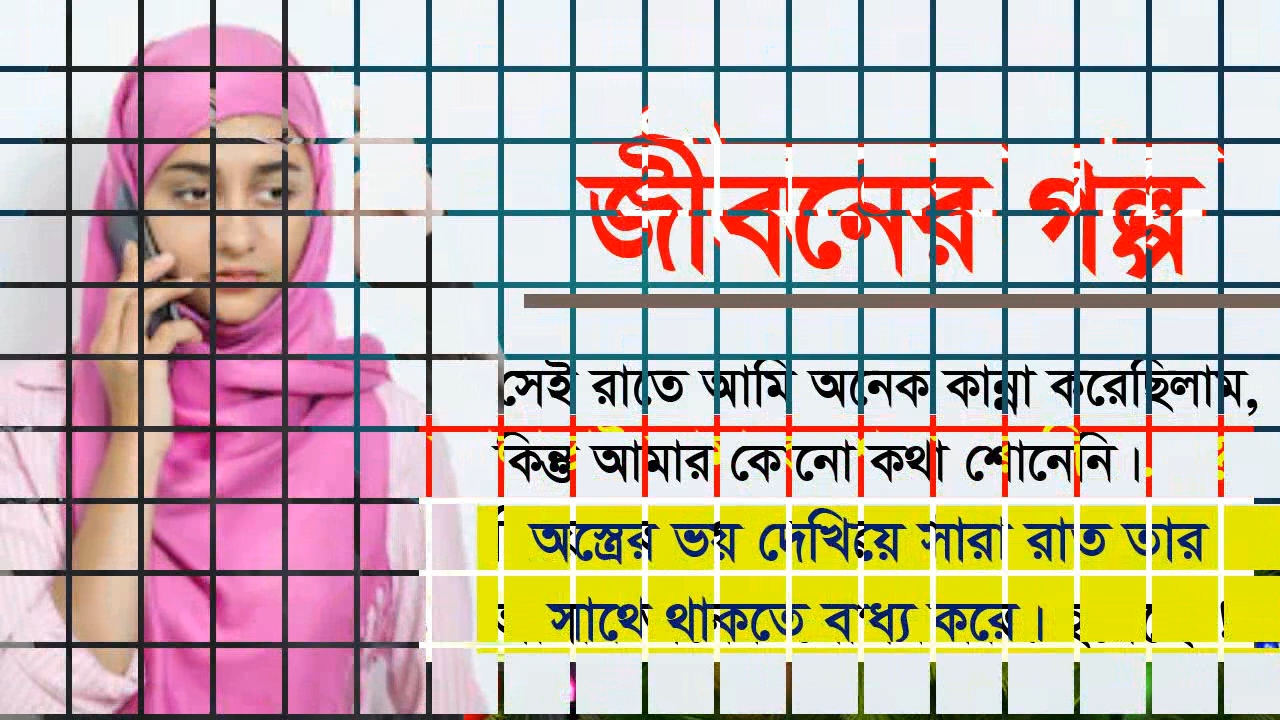 জীবনের গল্প
সেই রাতে আমি অনেক কান্না করেছিলাম,
কিন্তু আমার কোনো কথা শোনেনি।
অস্ত্রের ভয় দেখিয়ে সারা রাত তার
সাথে থাকতে বাধ্য করে।